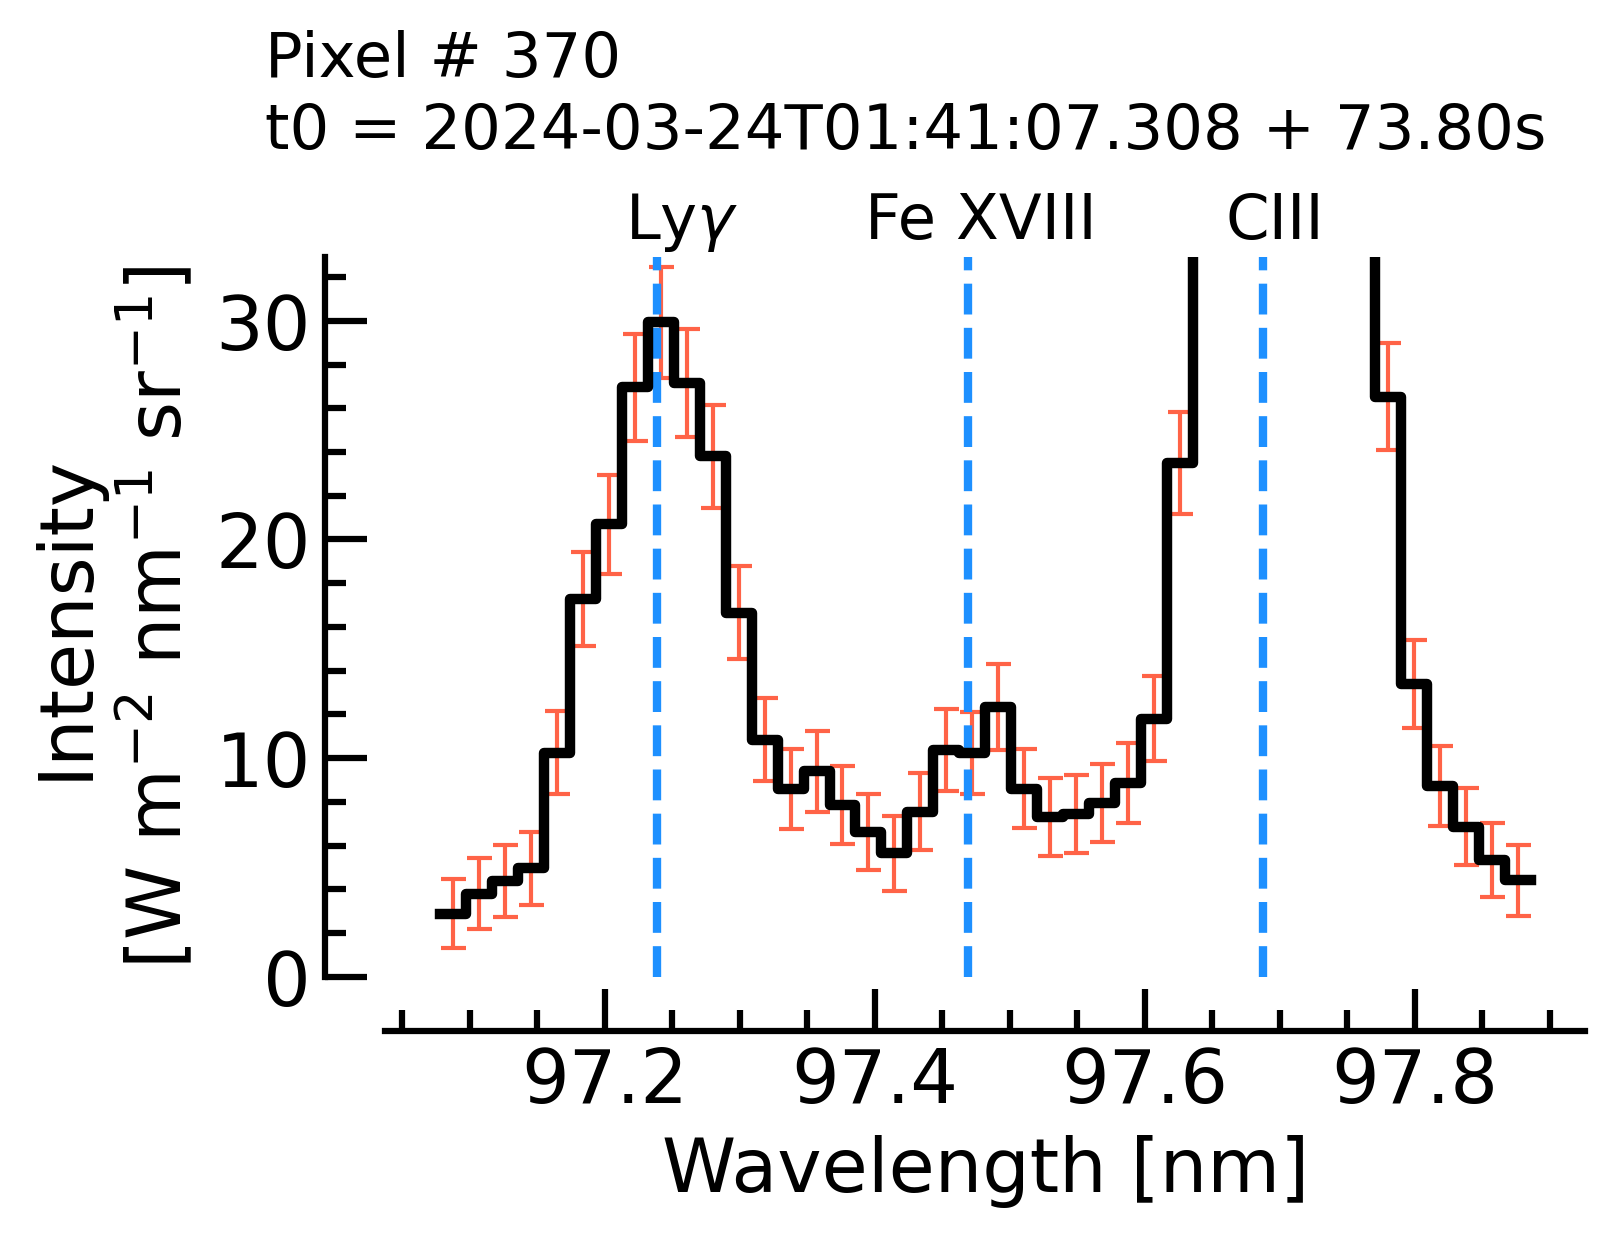 Pixel # 370
t0 = 2024-03-24T01:41:07.308 + 73.80s
Lyγ Fe XVIII CIII
Intensity
[W m⁻² nm⁻¹ sr⁻¹]
30
20
10
0
97.2 97.4 97.6 97.8
Wavelength [nm]